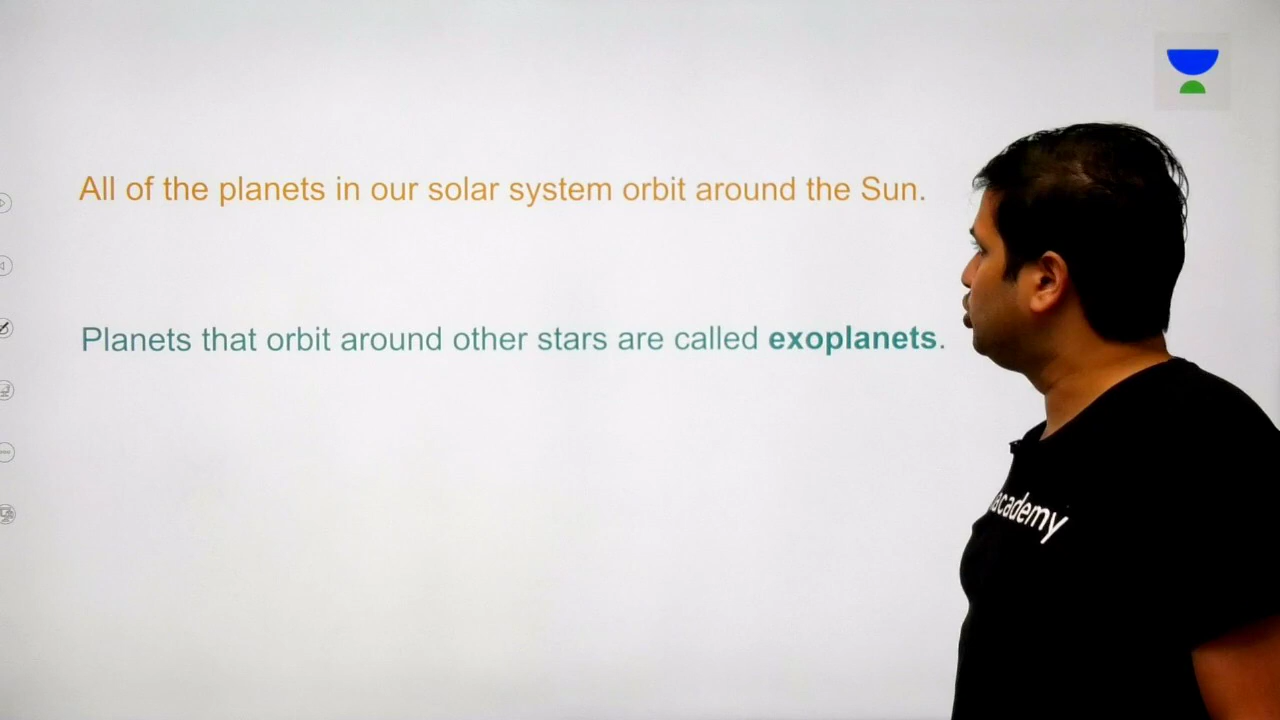 All of the planets in our solar system orbit around the Sun.
Planets that orbit around other stars are called exoplanets.
academy